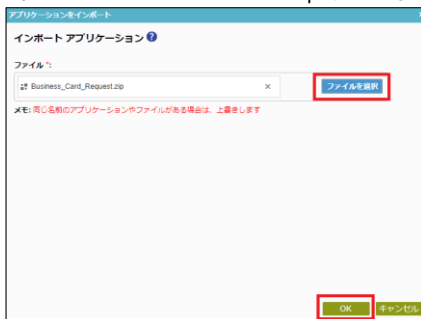 アプリケーションをインポート
インポート アプリケーション ?
ファイル *:
Business_Card_Request.zip ×
ファイルを選択
メモ: 同じ名前のアプリケーションやファイルがある場合は、上書きします
OK
キャンセル